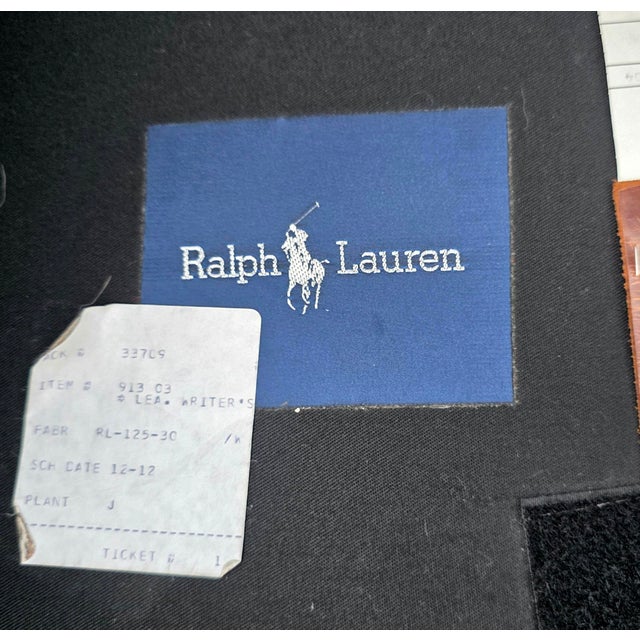 Ralph Lauren
33709
ITEM # 913 03
# LEA. WRITER'S
FABR RL-125-30 /W
SCH DATE 12-12
PLANT J
TICKET # 1